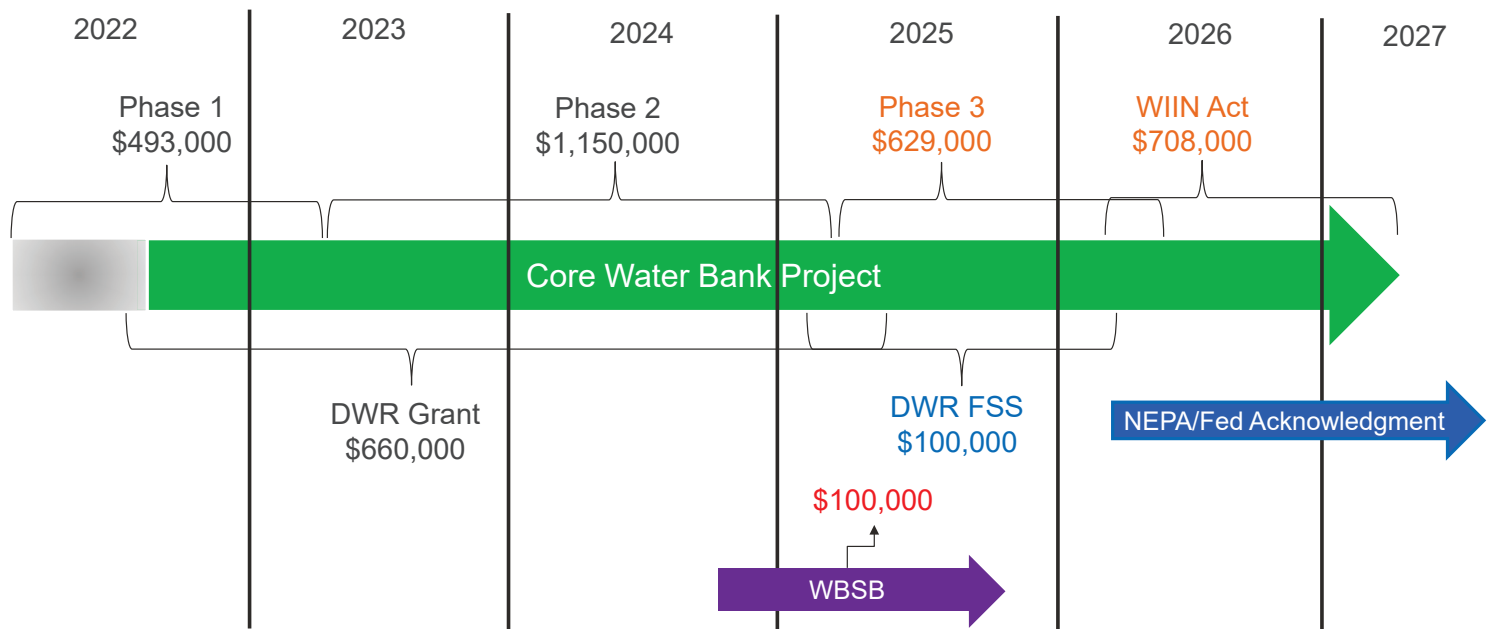 2022
2023
2024
2025
2026
2027
Phase 1
$493,000
Phase 2
$1,150,000
Phase 3
$629,000
WIIN Act
$708,000
Core Water Bank Project
DWR Grant
$660,000
DWR FSS
$100,000
NEPA/Fed Acknowledgment
$100,000
WBSB